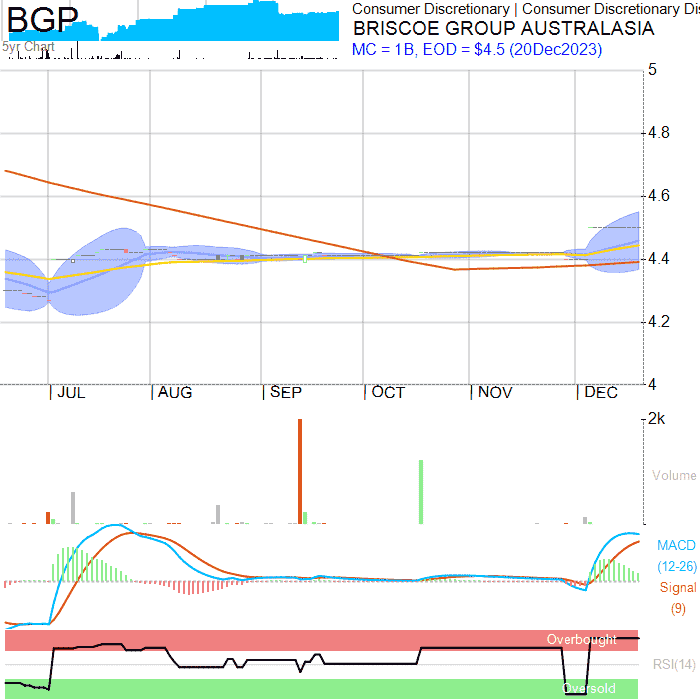 BGP
5yr Chart
Consumer Discretionary | Consumer Discretionary Dis
BRISCOE GROUP AUSTRALASIA
MC = 1B, EOD = $4.5 (20Dec2023)
5
4.8
4.6
4.4
4.2
4
JUL AUG SEP OCT NOV DEC
2k
Volume
MACD
(12-26)
Signal
(9)
Overbought
RSI(14)
Oversold